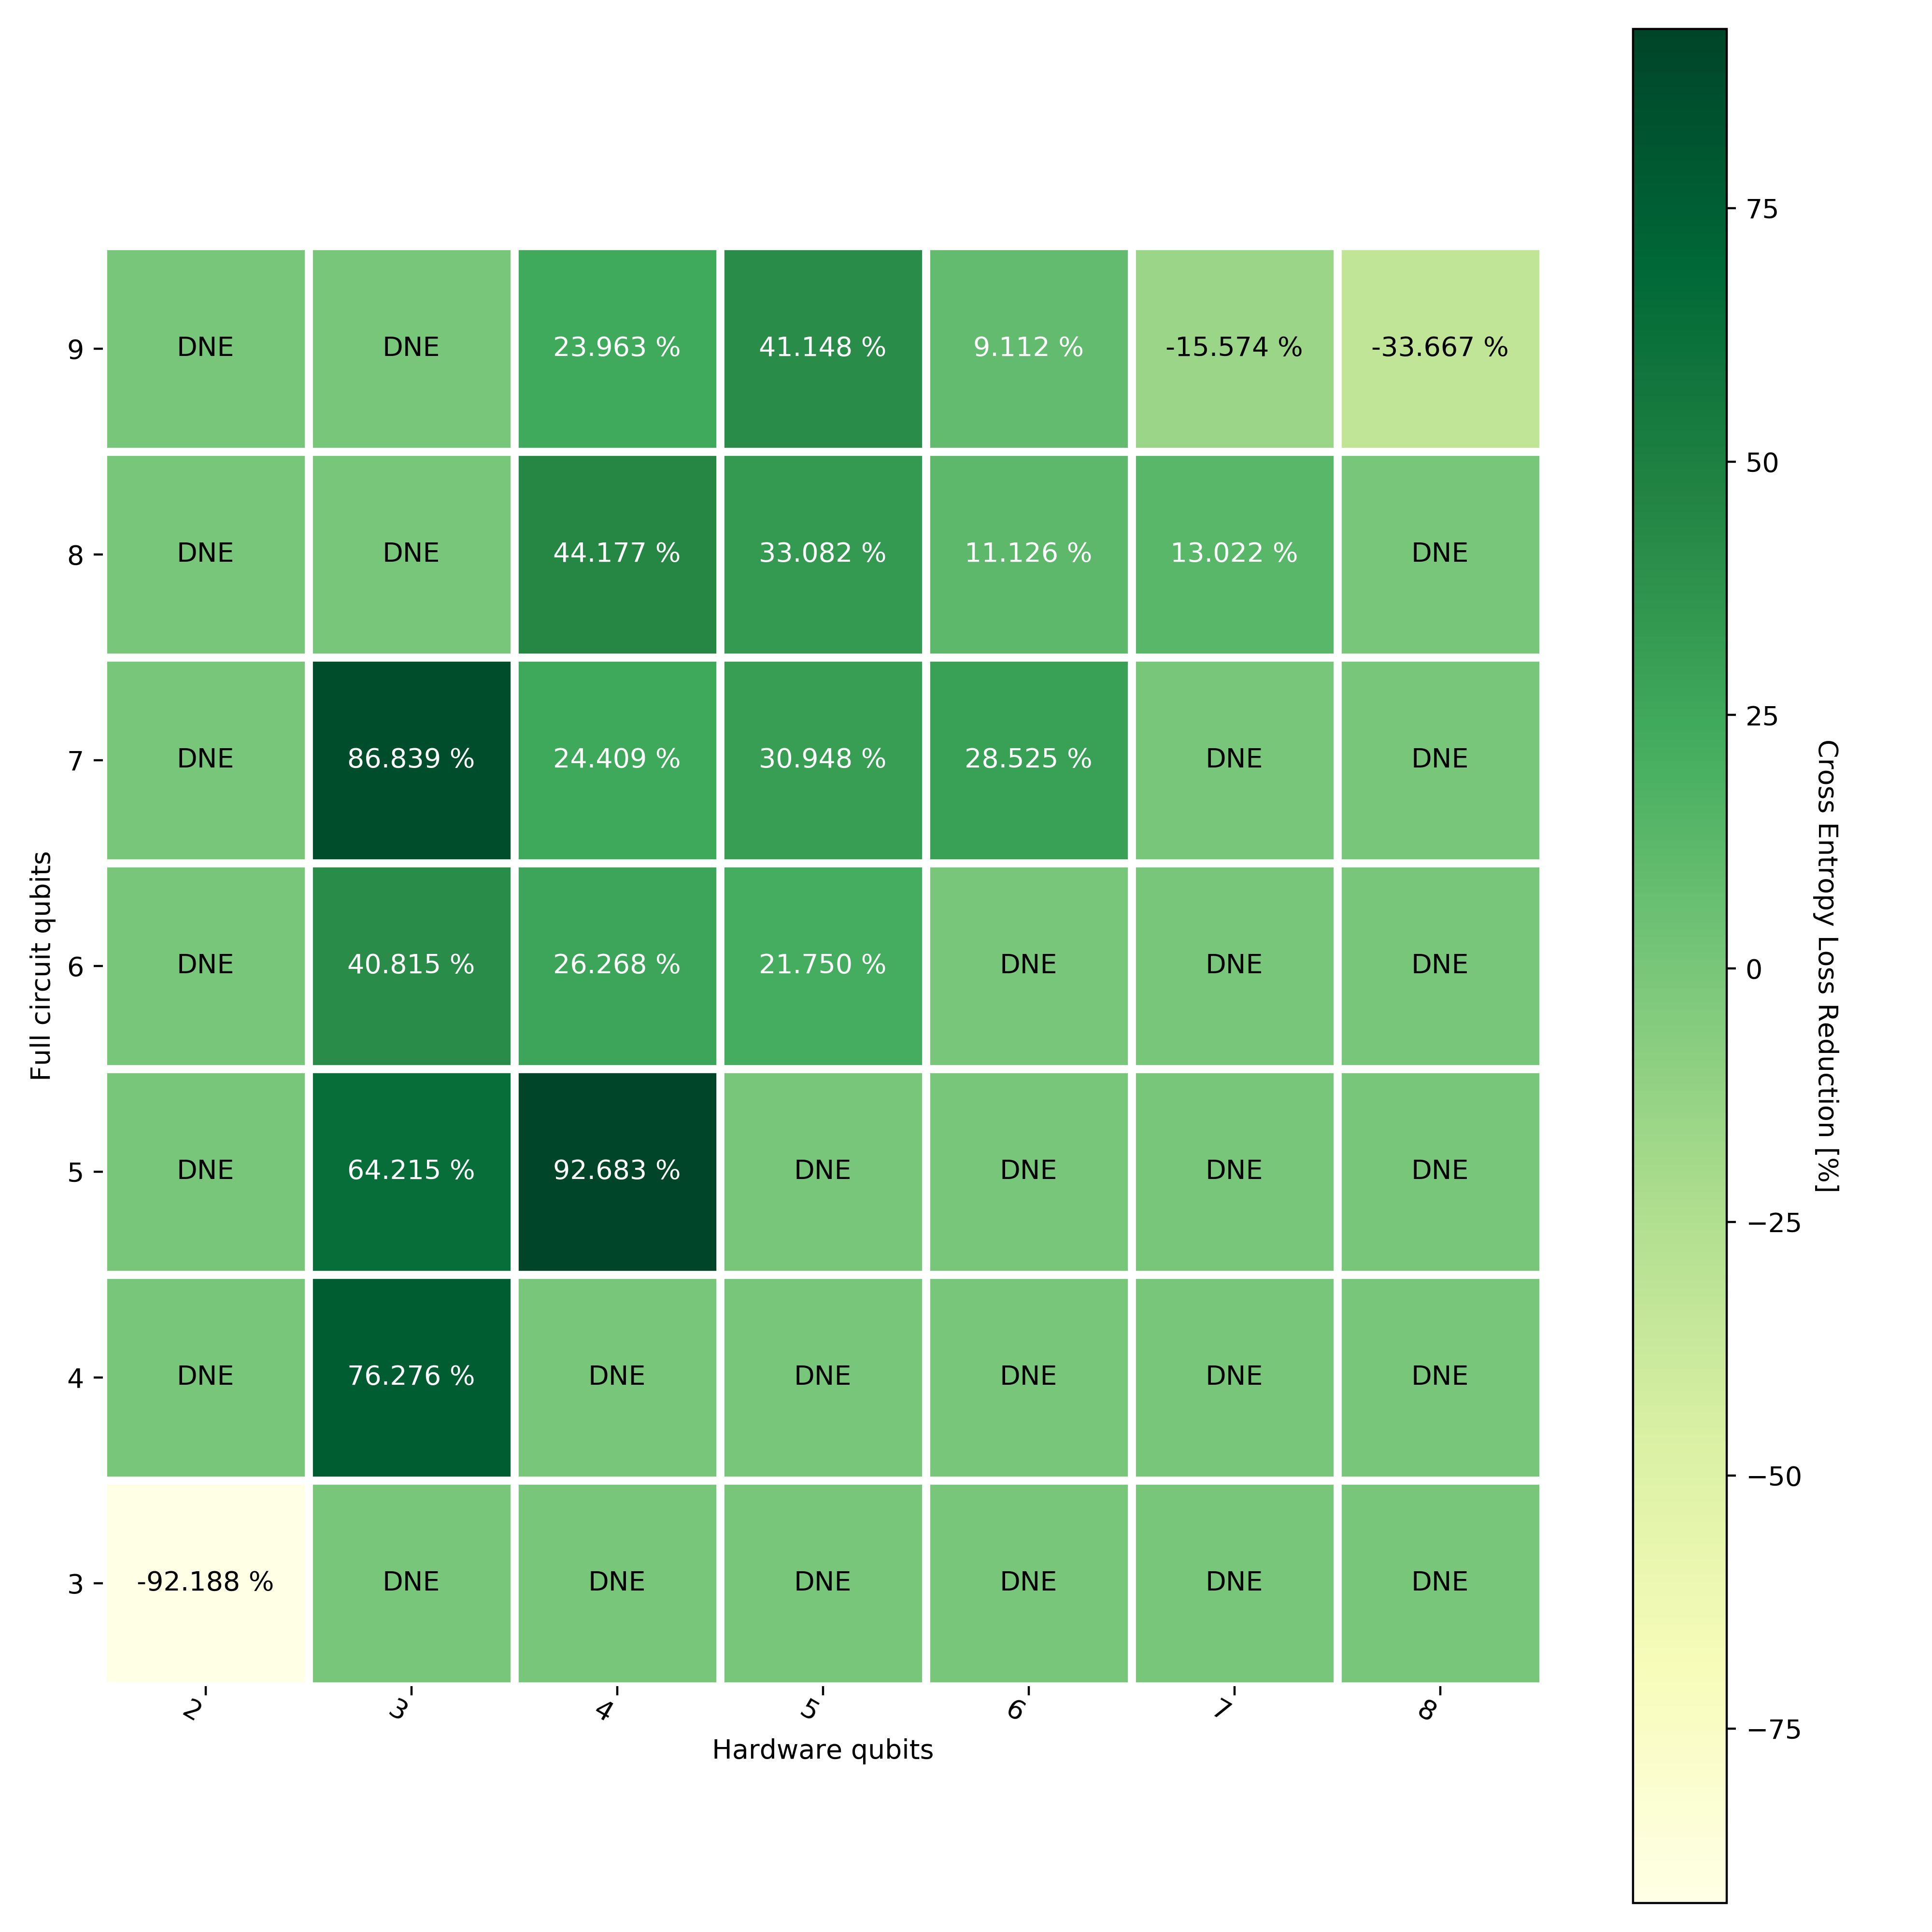 9 DNE DNE 23.963 % 41.148 % 9.112 % -15.574 % -33.667 %
8 DNE DNE 44.177 % 33.082 % 11.126 % 13.022 % DNE
7 DNE 86.839 % 24.409 % 30.948 % 28.525 % DNE DNE
6 DNE 40.815 % 26.268 % 21.750 % DNE DNE DNE
5 DNE 64.215 % 92.683 % DNE DNE DNE DNE
4 DNE 76.276 % DNE DNE DNE DNE DNE
3 -92.188 % DNE DNE DNE DNE DNE DNE
2 3 4 5 6 7 8
Hardware qubits
Full circuit qubits
75
50
25
0
−25
−50
−75
Cross Entropy Loss Reduction [%]